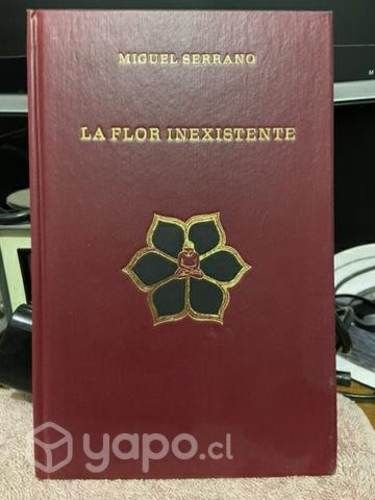 MIGUEL SERRANO
LA FLOR INEXISTENTE
yapo.cl